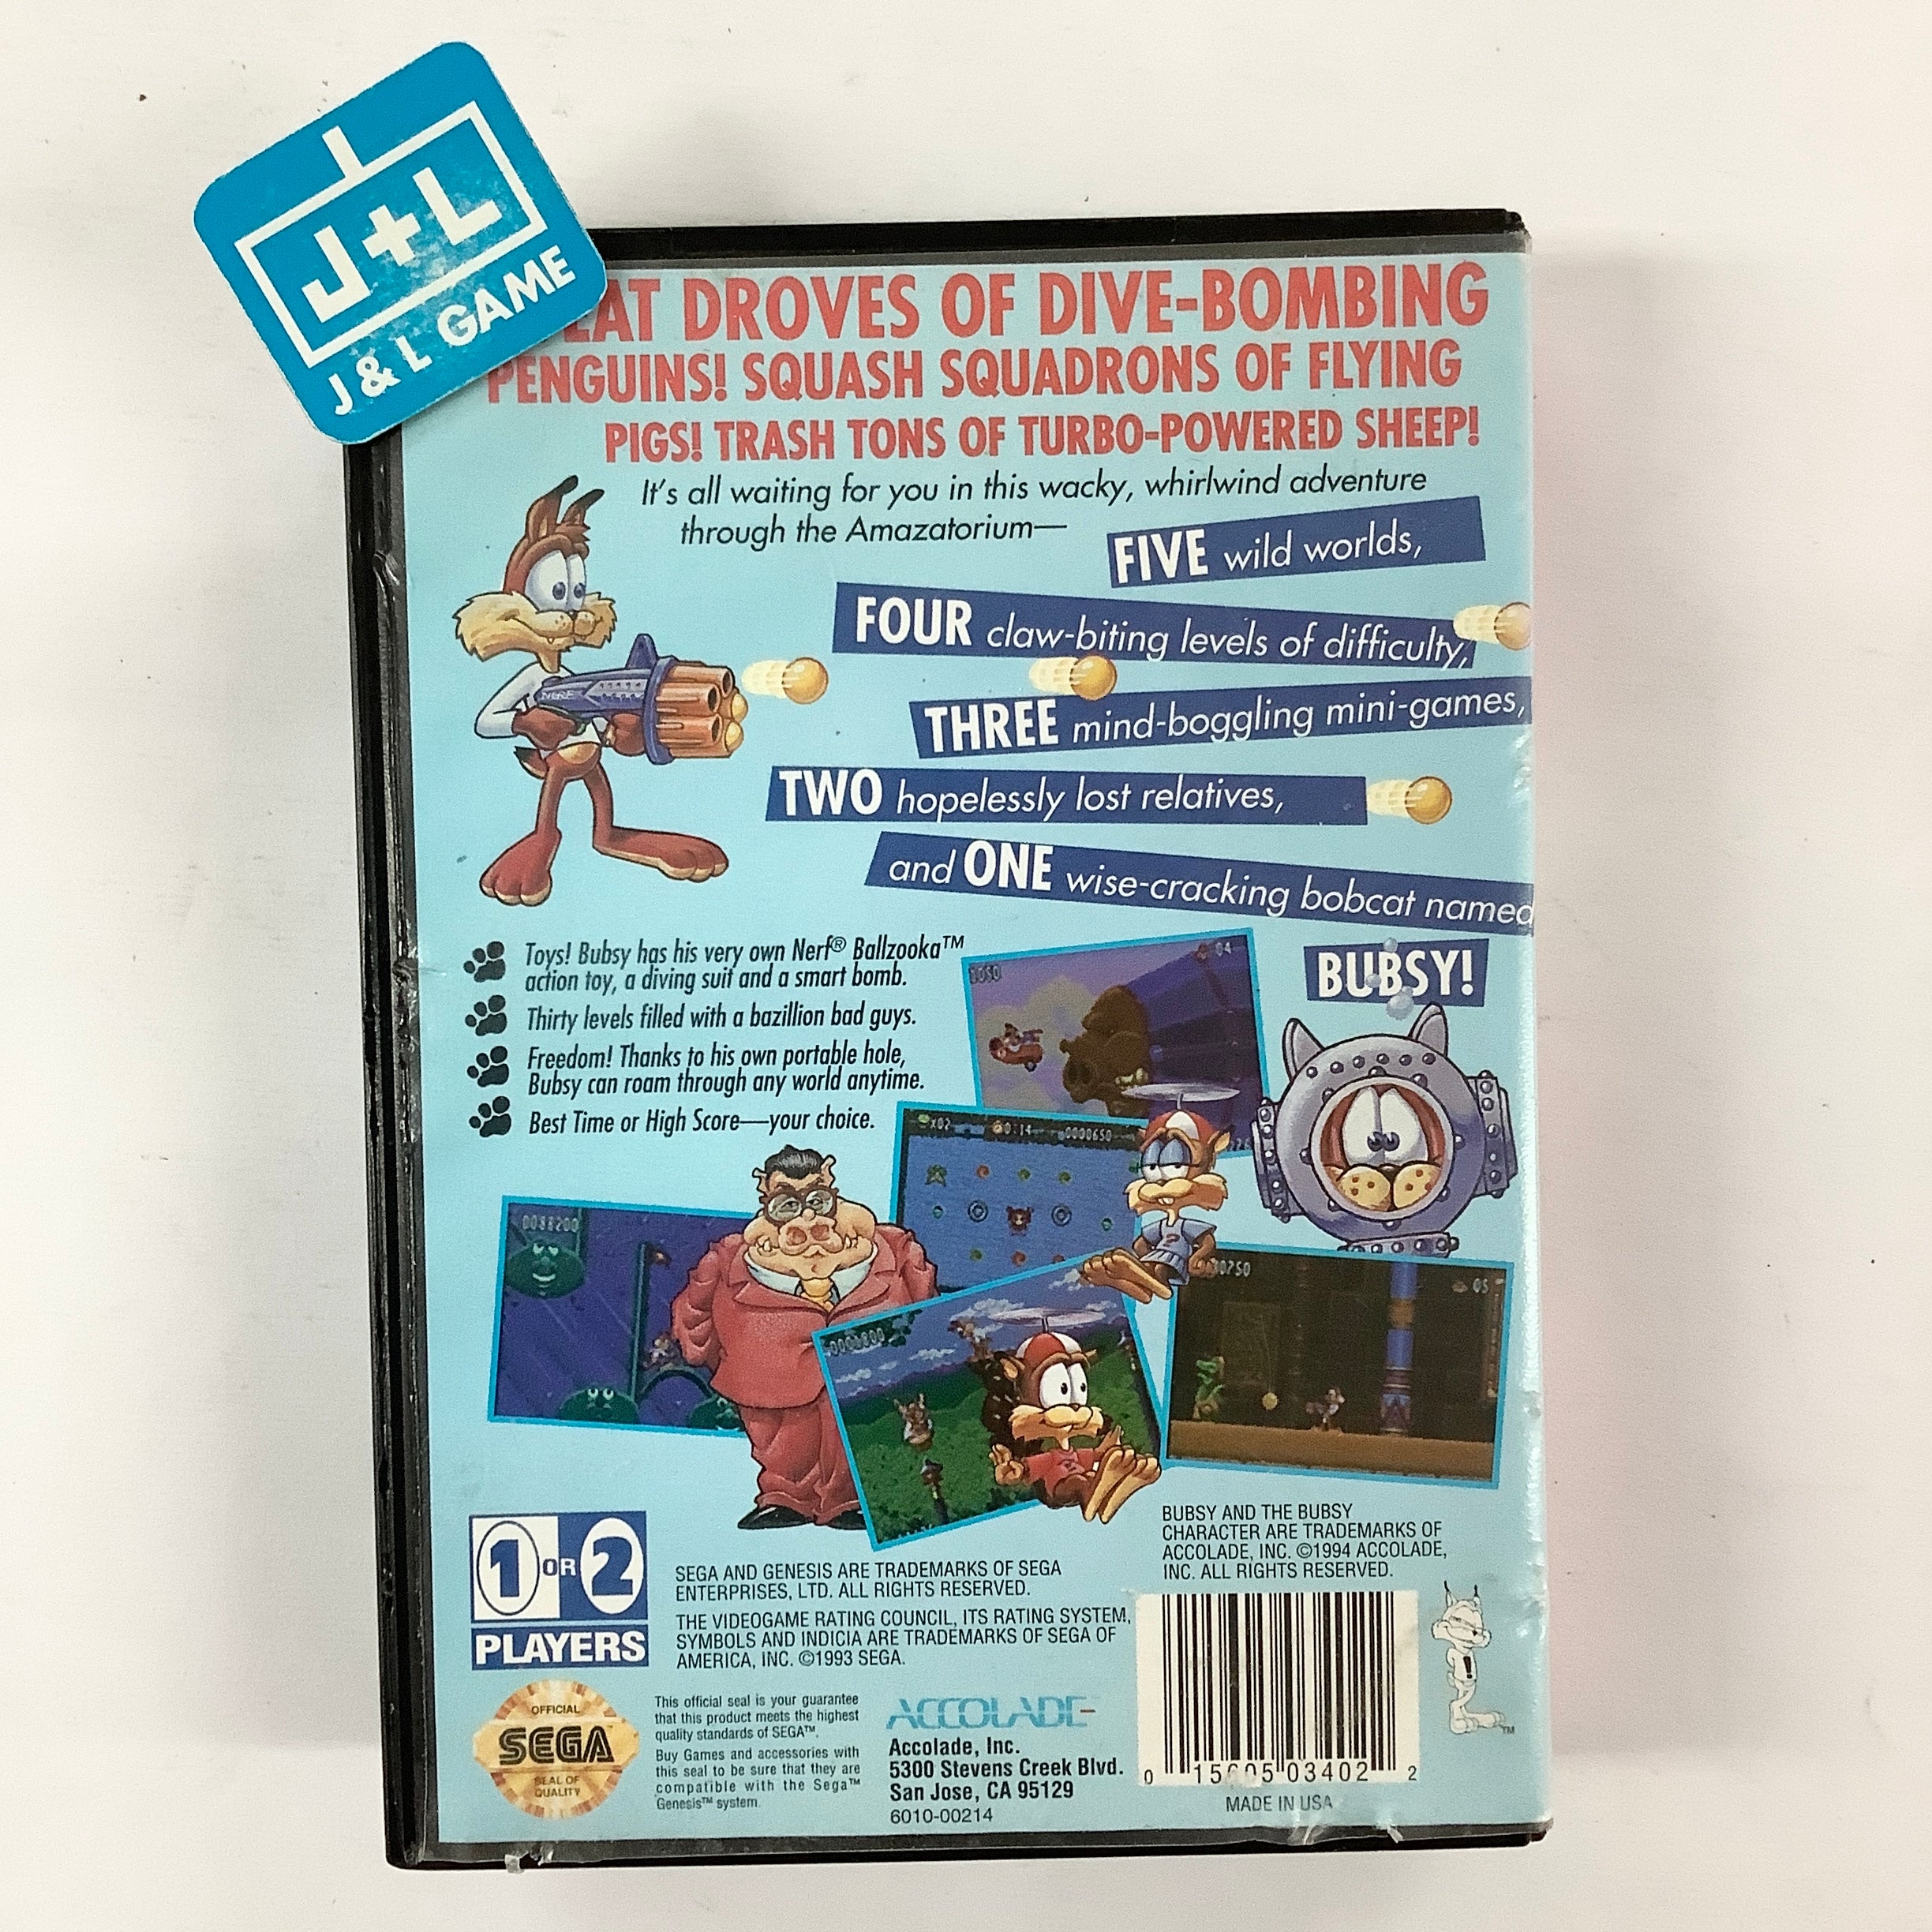 J+L
J & L GAME
DROVES OF DIVE-BOMBING
PENGUINS! SQUASH SQUADRONS OF FLYING
PIGS! TRASH TONS OF TURBO-POWERED SHEEP!
It's all waiting for you in this wacky, whirlwind adventure
through the Amazatorium—
FIVE wild worlds,
FOUR claw-biting levels of difficulty,
THREE mind-boggling mini-games,
TWO hopelessly lost relatives,
and ONE wise-cracking bobcat named
BUBSY!
NERF
Toys! Bubsy has his very own Nerf® Ballzooka™
action toy, a diving suit and a smart bomb.
Thirty levels filled with a bazillion bad guys.
Freedom! Thanks to his own portable hole,
Bubsy can roam through any world anytime.
Best Time or High Score—your choice.
04
x02 0:14 0000650
0088200
05
1 OR 2
PLAYERS
SEGA AND GENESIS ARE TRADEMARKS OF SEGA
ENTERPRISES, LTD. ALL RIGHTS RESERVED.
THE VIDEOGAME RATING COUNCIL, ITS RATING SYSTEM,
SYMBOLS AND INDICIA ARE TRADEMARKS OF SEGA OF
AMERICA, INC. ©1993 SEGA.
BUBSY AND THE BUBSY
CHARACTER ARE TRADEMARKS OF
ACCOLADE, INC. ©1994 ACCOLADE,
INC. ALL RIGHTS RESERVED.
OFFICIAL
SEGA™
SEAL OF
QUALITY
This official seal is your guarantee
that this product meets the highest
quality standards of SEGA™.
Buy Games and accessories with
this seal to be sure that they are
compatible with the Sega™
Genesis™ system.
ACCOLADE
Accolade, Inc.
5300 Stevens Creek Blvd.
San Jose, CA 95129
6010-00214
0 15605 03402 2
MADE IN USA
TM